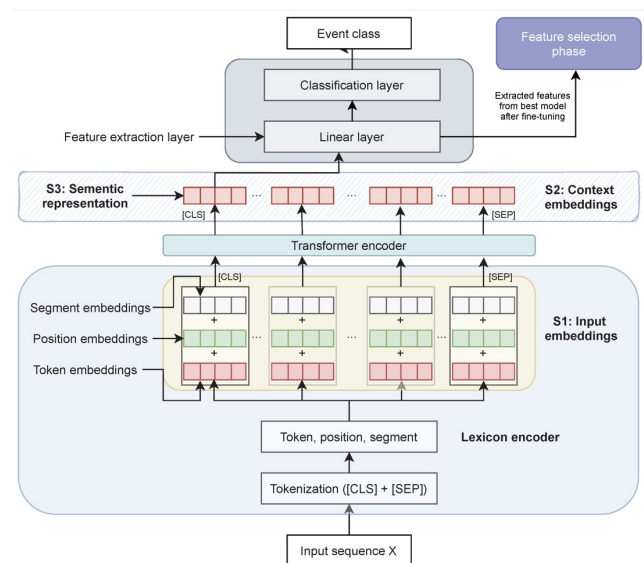 Event class
Feature selection
phase
Classification layer
Extracted features
from best model
after fine-tuning
Feature extraction layer
Linear layer
S3: Sementic
representation
...
...
...
S2: Context
embeddings
[CLS]
[SEP]
Transformer encoder
[CLS]
[SEP]
Segment embeddings
+
+
+
+
S1: Input
embeddings
Position embeddings
...
...
...
+
+
+
+
Token embeddings
Token, position, segment
Lexicon encoder
Tokenization ([CLS] + [SEP])
Input sequence X